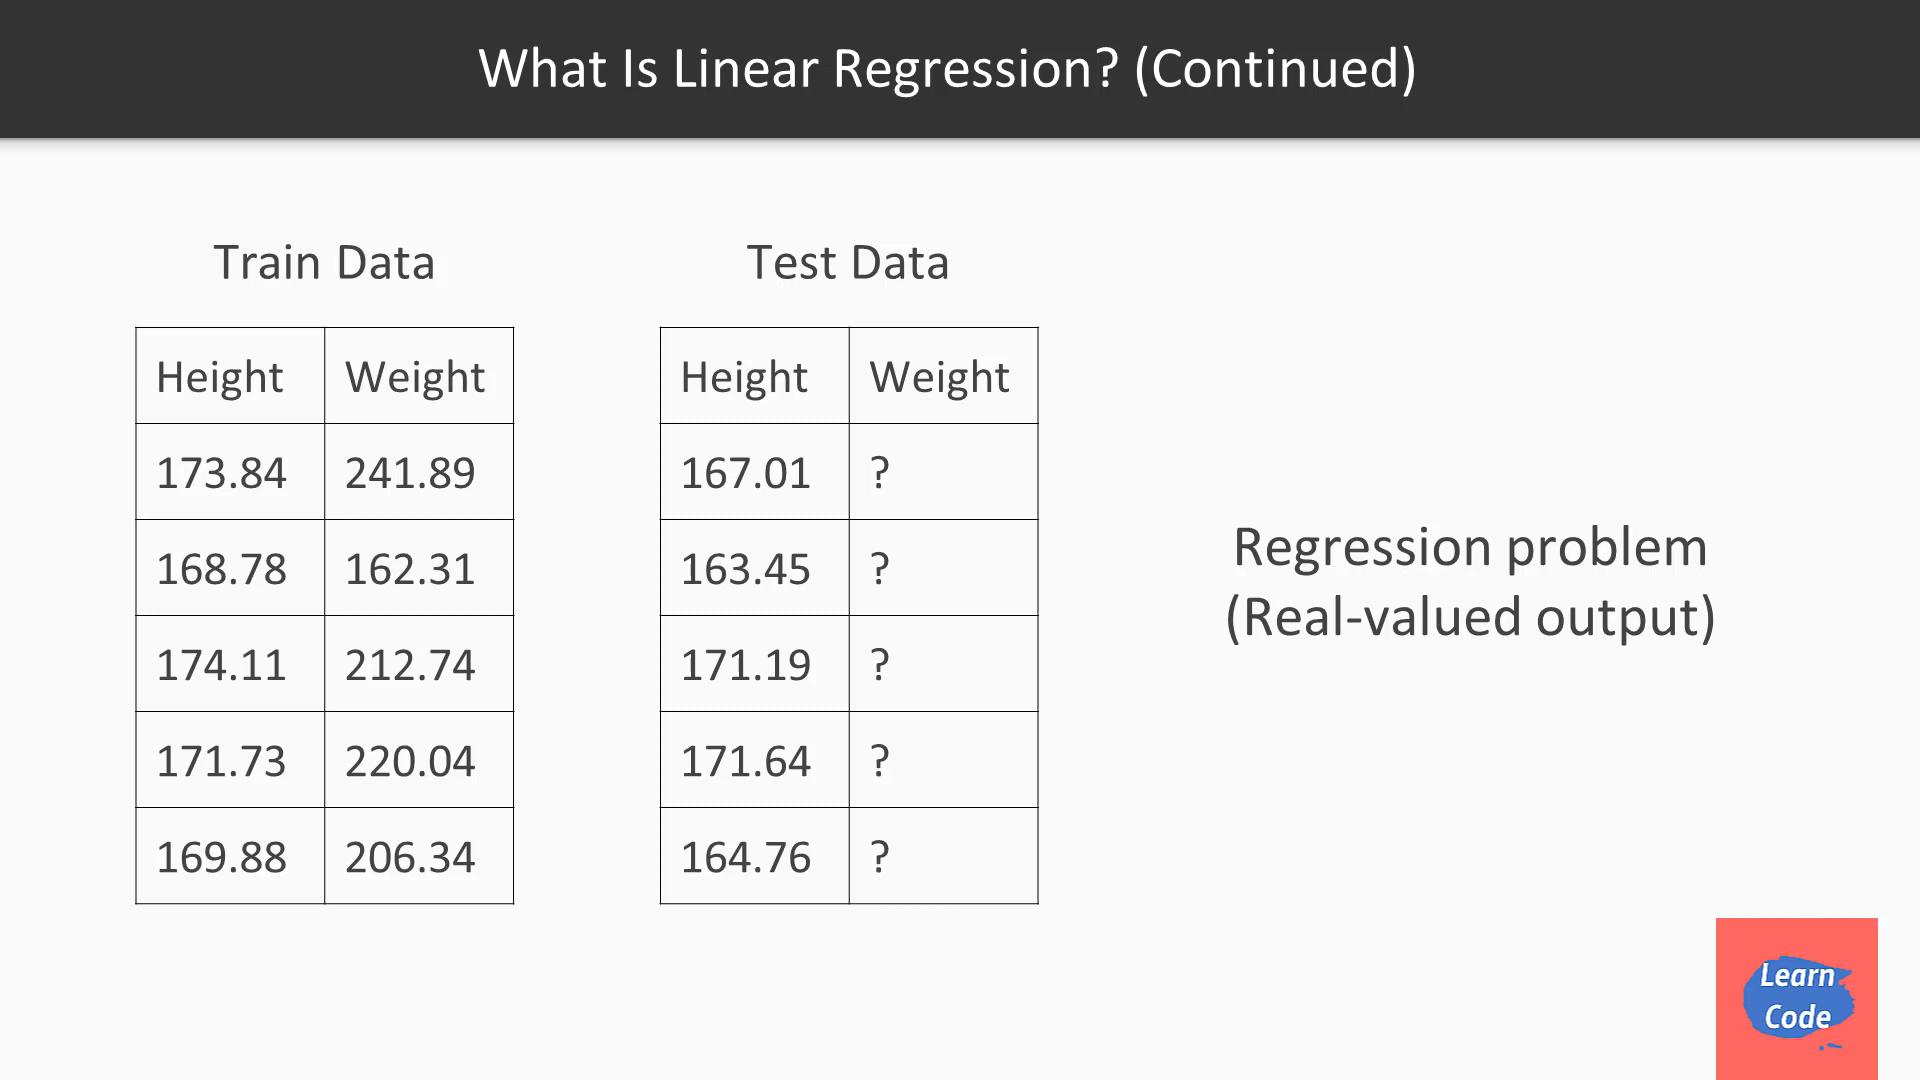 What Is Linear Regression? (Continued)
Train Data
Height Weight
173.84 241.89
168.78 162.31
174.11 212.74
171.73 220.04
169.88 206.34
Test Data
Height Weight
167.01 ?
163.45 ?
171.19 ?
171.64 ?
164.76 ?
Regression problem
(Real-valued output)
Learn
Code